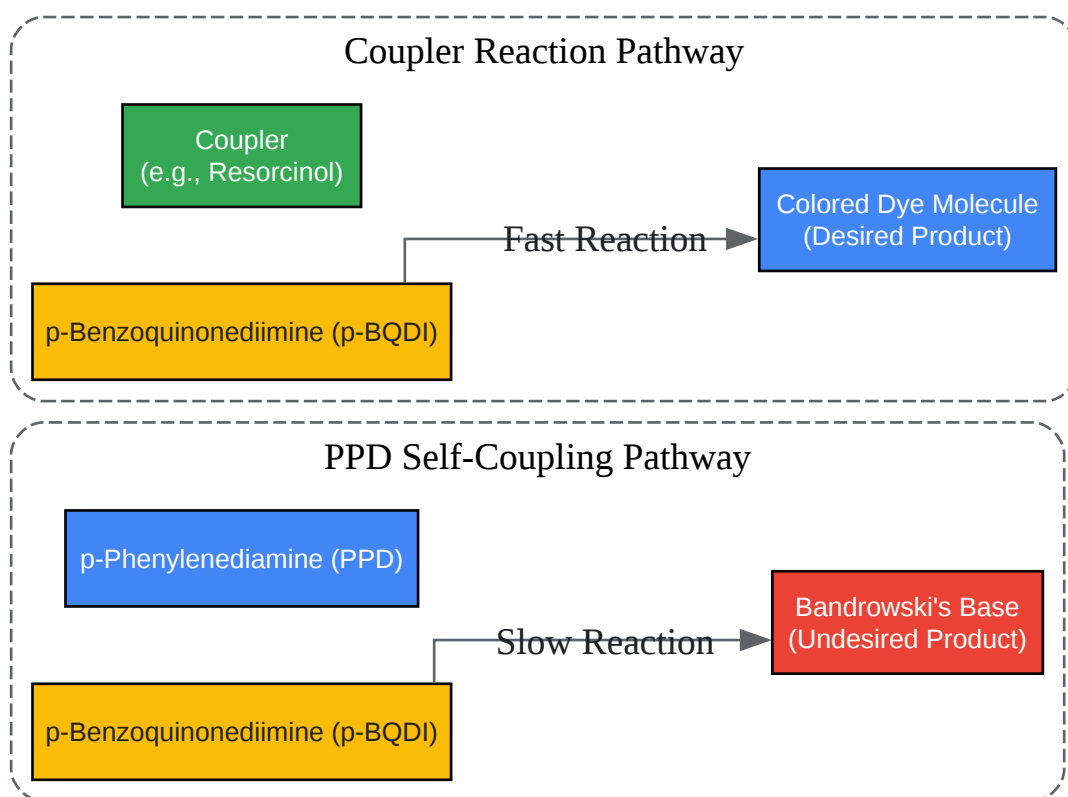 Coupler Reaction Pathway
Coupler
(e.g., Resorcinol)
Colored Dye Molecule
(Desired Product)
Fast Reaction
p-Benzoquinonediimine (p-BQDI)
PPD Self-Coupling Pathway
p-Phenylenediamine (PPD)
Bandrowski's Base
(Undesired Product)
Slow Reaction
p-Benzoquinonediimine (p-BQDI)